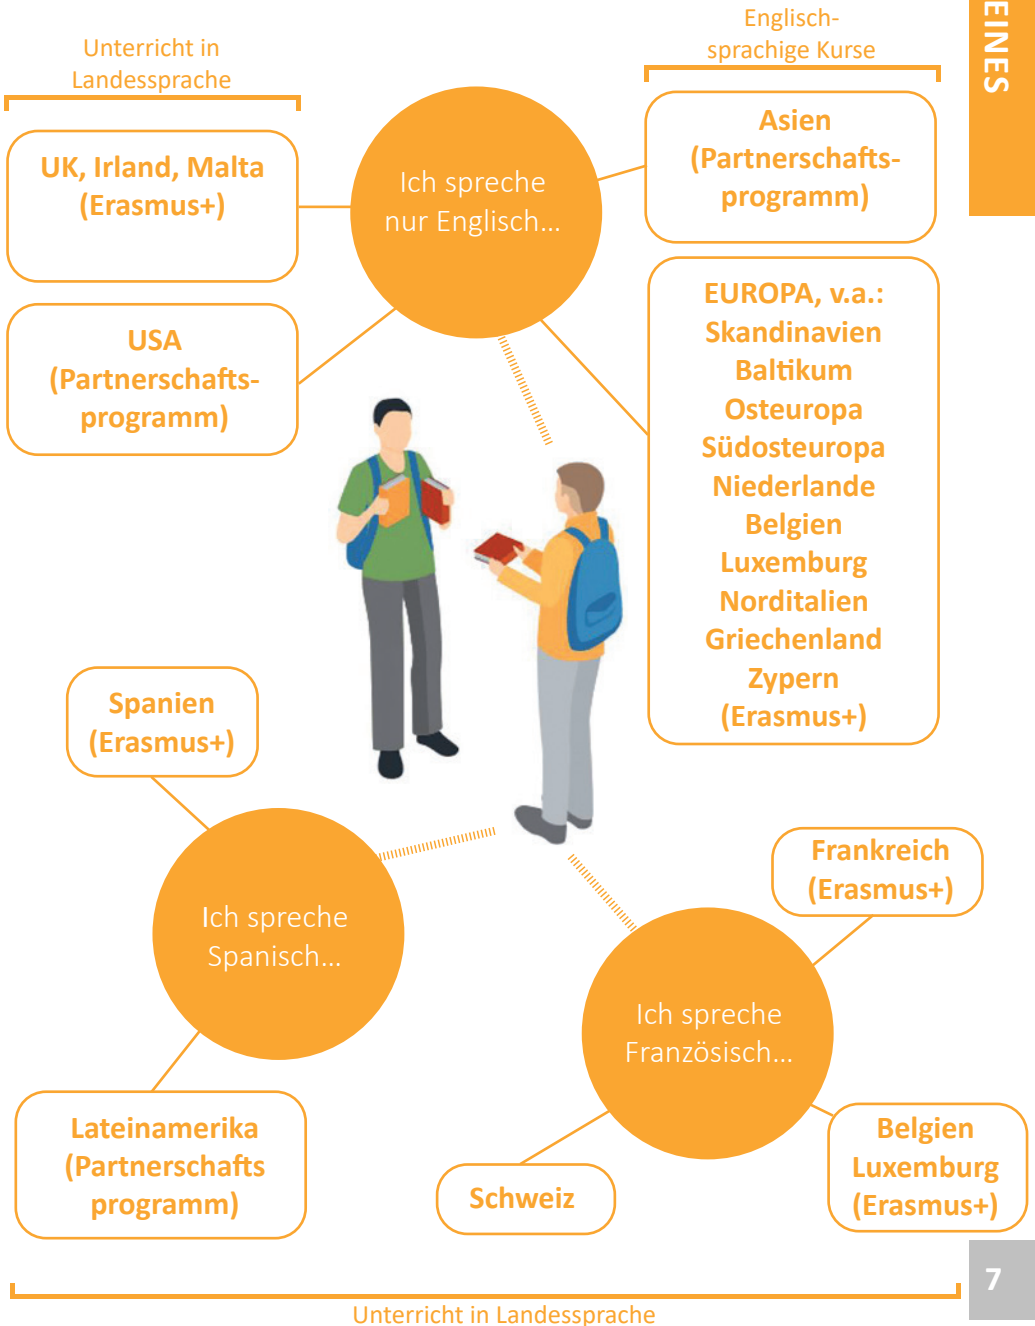 EINES
Unterricht in
Landessprache
Englisch-
sprachige Kurse
UK, Irland, Malta
(Erasmus+)
Ich spreche
nur Englisch...
Asien
(Partnerschafts-
programm)
USA
(Partnerschafts-
programm)
EUROPA, v.a.:
Skandinavien
Baltikum
Osteuropa
Südosteuropa
Niederlande
Belgien
Luxemburg
Norditalien
Griechenland
Zypern
(Erasmus+)
Spanien
(Erasmus+)
Ich spreche
Spanisch...
Lateinamerika
(Partnerschafts
programm)
Frankreich
(Erasmus+)
Ich spreche
Französisch...
Schweiz
Belgien
Luxemburg
(Erasmus+)
Unterricht in Landessprache
7